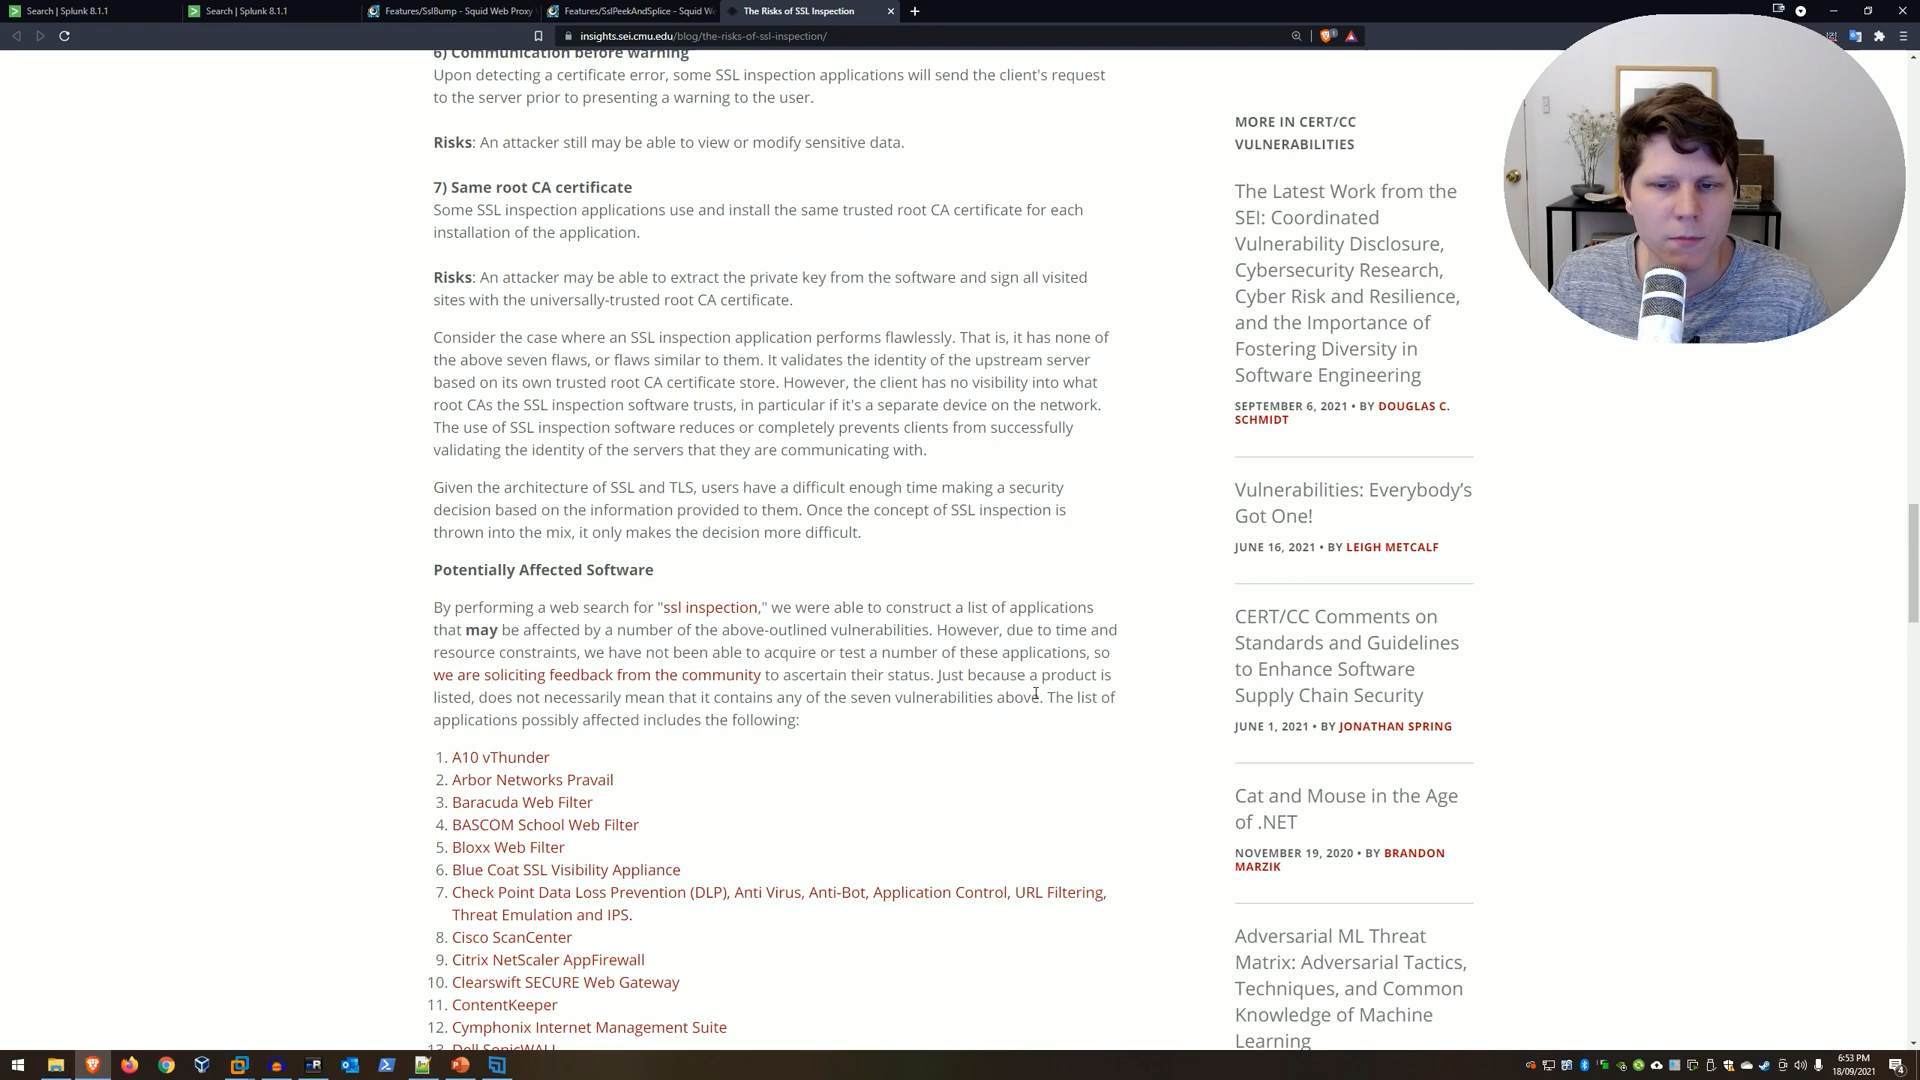 Search | Splunk 8.1.1
Search | Splunk 8.1.1
Features/SslBump - Squid Web Proxy
Features/SslPeekAndSplice - Squid W
The Risks of SSL Inspection
insights.sei.cmu.edu/blog/the-risks-of-ssl-inspection/
6) Communication before warning
Upon detecting a certificate error, some SSL inspection applications will send the client's request
to the server prior to presenting a warning to the user.
Risks: An attacker still may be able to view or modify sensitive data.
7) Same root CA certificate
Some SSL inspection applications use and install the same trusted root CA certificate for each
installation of the application.
Risks: An attacker may be able to extract the private key from the software and sign all visited
sites with the universally-trusted root CA certificate.
Consider the case where an SSL inspection application performs flawlessly. That is, it has none of
the above seven flaws, or flaws similar to them. It validates the identity of the upstream server
based on its own trusted root CA certificate store. However, the client has no visibility into what
root CAs the SSL inspection software trusts, in particular if it's a separate device on the network.
The use of SSL inspection software reduces or completely prevents clients from successfully
validating the identity of the servers that they are communicating with.
Given the architecture of SSL and TLS, users have a difficult enough time making a security
decision based on the information provided to them. Once the concept of SSL inspection is
thrown into the mix, it only makes the decision more difficult.
Potentially Affected Software
By performing a web search for "ssl inspection," we were able to construct a list of applications
that may be affected by a number of the above-outlined vulnerabilities. However, due to time and
resource constraints, we have not been able to acquire or test a number of these applications, so
we are soliciting feedback from the community to ascertain their status. Just because a product is
listed, does not necessarily mean that it contains any of the seven vulnerabilities above. The list of
applications possibly affected includes the following:
1. A10 vThunder
2. Arbor Networks Pravail
3. Baracuda Web Filter
4. BASCOM School Web Filter
5. Bloxx Web Filter
6. Blue Coat SSL Visibility Appliance
7. Check Point Data Loss Prevention (DLP), Anti Virus, Anti-Bot, Application Control, URL Filtering,
Threat Emulation and IPS.
8. Cisco ScanCenter
9. Citrix NetScaler AppFirewall
10. Clearswift SECURE Web Gateway
11. ContentKeeper
12. Cymphonix Internet Management Suite
13. Dell SonicWALL
MORE IN CERT/CC
VULNERABILITIES
The Latest Work from the
SEI: Coordinated
Vulnerability Disclosure,
Cybersecurity Research,
Cyber Risk and Resilience,
and the Importance of
Fostering Diversity in
Software Engineering
SEPTEMBER 6, 2021 • BY DOUGLAS C.
SCHMIDT
Vulnerabilities: Everybody's
Got One!
JUNE 16, 2021 • BY LEIGH METCALF
CERT/CC Comments on
Standards and Guidelines
to Enhance Software
Supply Chain Security
JUNE 1, 2021 • BY JONATHAN SPRING
Cat and Mouse in the Age
of .NET
NOVEMBER 19, 2020 • BY BRANDON
MARZIK
Adversarial ML Threat
Matrix: Adversarial Tactics,
Techniques, and Common
Knowledge of Machine
Learning
6:53 PM
18/09/2021